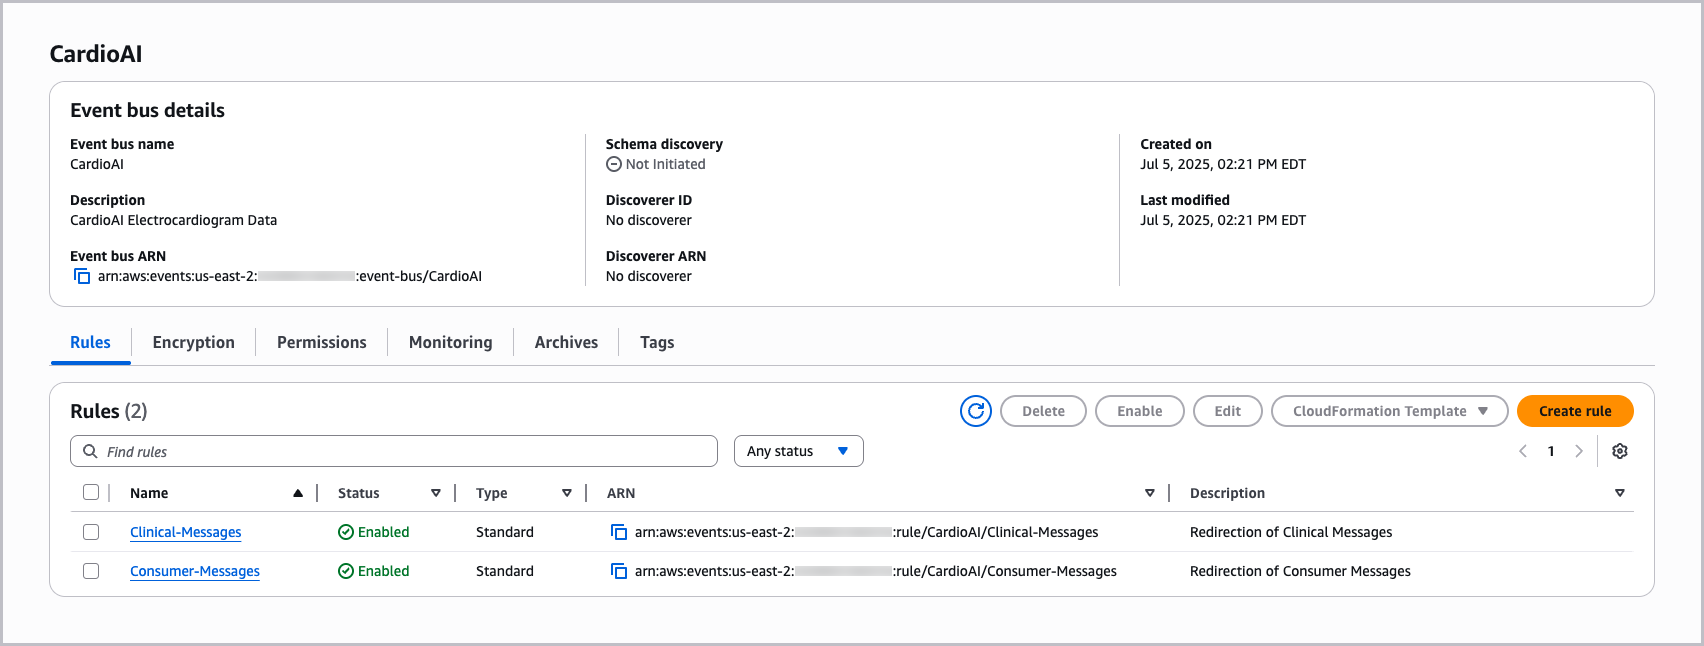 CardioAI
Event bus details
Event bus name
CardioAI
Description
CardioAI Electrocardiogram Data
Event bus ARN
arn:aws:events:us-east-2: :event-bus/CardioAI
Schema discovery
Not Initiated
Discoverer ID
No discoverer
Discoverer ARN
No discoverer
Created on
Jul 5, 2025, 02:21 PM EDT
Last modified
Jul 5, 2025, 02:21 PM EDT
Rules Encryption Permissions Monitoring Archives Tags
Rules (2) Delete Enable Edit CloudFormation Template Create rule
Find rules Any status 1
Name Status Type ARN Description
Clinical-Messages Enabled Standard arn:aws:events:us-east-2: :rule/CardioAI/Clinical-Messages Redirection of Clinical Messages
Consumer-Messages Enabled Standard arn:aws:events:us-east-2: :rule/CardioAI/Consumer-Messages Redirection of Consumer Messages